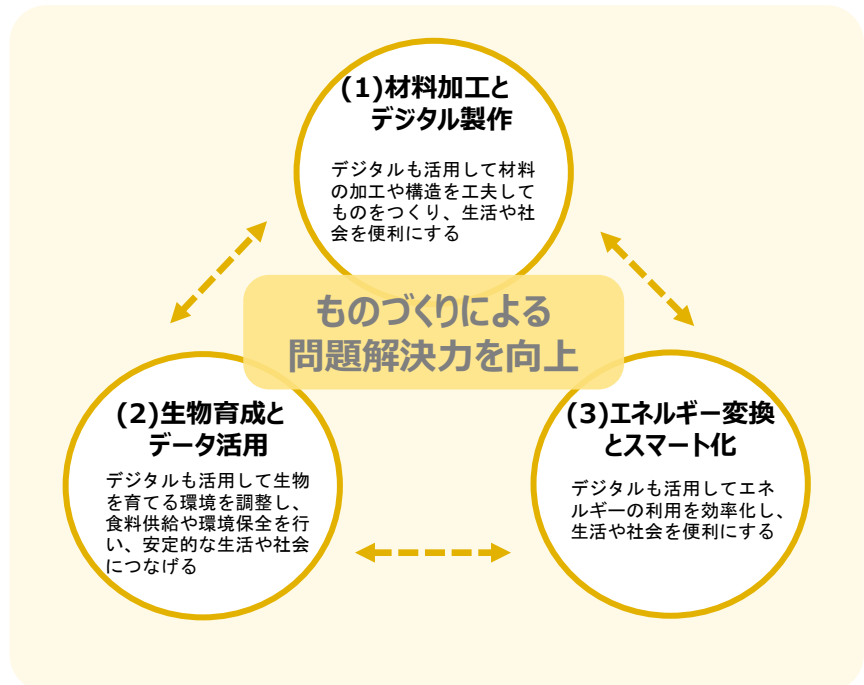 (1)材料加工と
デジタル製作
デジタルも活用して材料
の加工や構造を工夫して
ものをつくり、生活や社
会を便利にする
ものづくりによる
問題解決力を向上
(2)生物育成と
データ活用
デジタルも活用して生物
を育てる環境を調整し、
食料供給や環境保全を行
い、安定的な生活や社会
につなげる
(3)エネルギー変換
とスマート化
デジタルも活用してエネ
ルギーの利用を効率化し、
生活や社会を便利にする